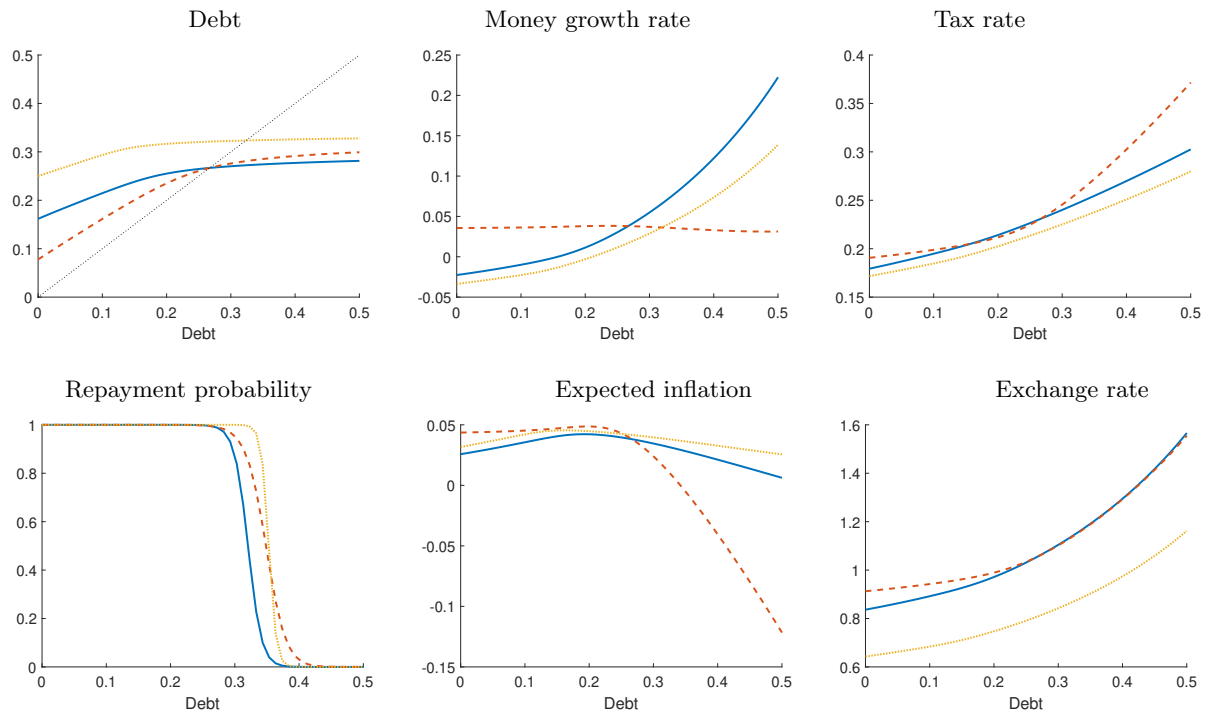 Debt
Money growth rate
Tax rate
0.5
0.4
0.3
0.2
0.1
0
0 0.1 0.2 0.3 0.4 0.5
Debt
0.25
0.2
0.15
0.1
0.05
0
-0.05
0 0.1 0.2 0.3 0.4 0.5
Debt
0.4
0.35
0.3
0.25
0.2
0.15
0 0.1 0.2 0.3 0.4 0.5
Debt
Repayment probability
Expected inflation
Exchange rate
1
0.8
0.6
0.4
0.2
0
0 0.1 0.2 0.3 0.4 0.5
Debt
0.05
0
-0.05
-0.1
-0.15
0 0.1 0.2 0.3 0.4 0.5
Debt
1.6
1.4
1.2
1
0.8
0.6
0 0.1 0.2 0.3 0.4 0.5
Debt